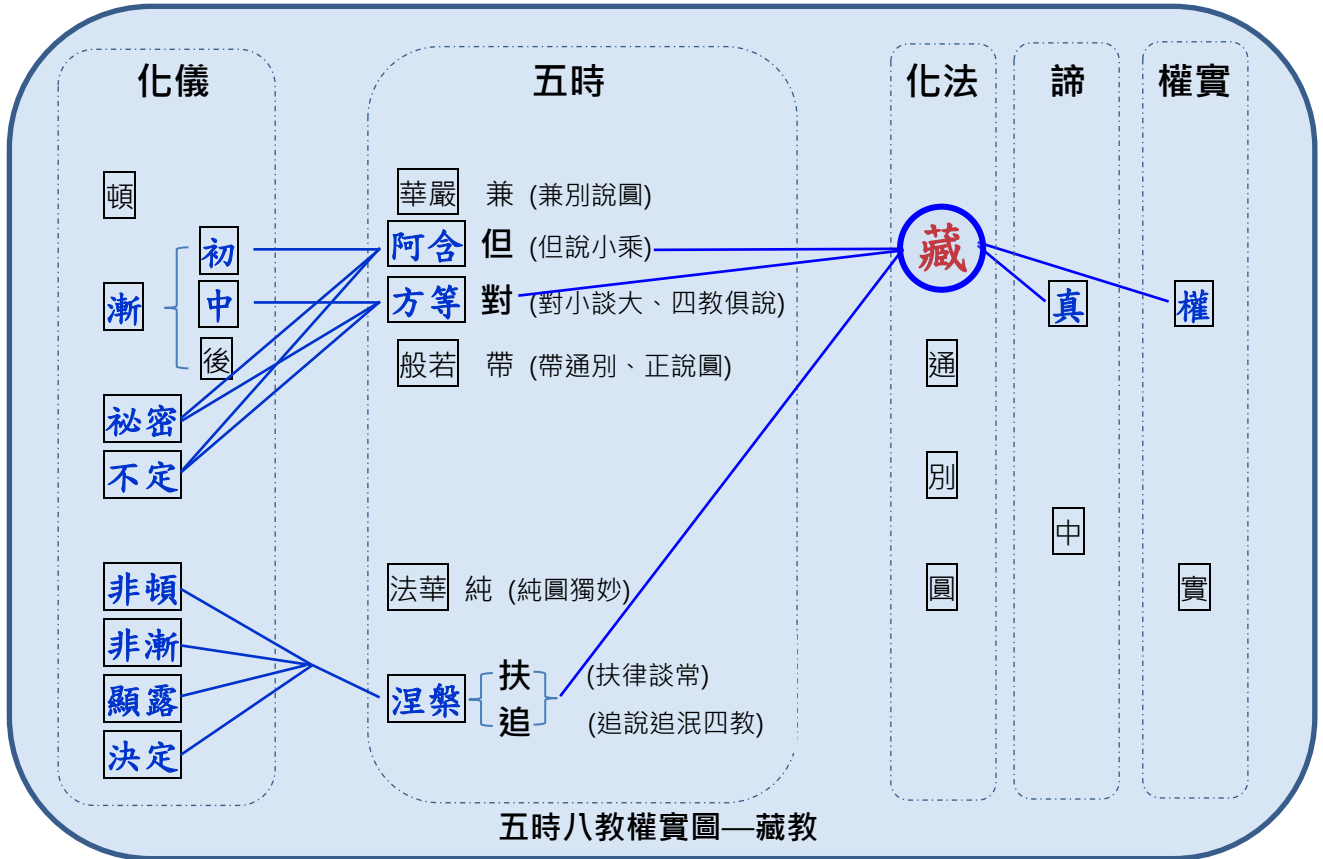 化儀
五時
化法
諦
權實
頓
華嚴 兼 (兼別說圓)
初
阿含 但 (但說小乘)
藏
漸
中
方等 對 (對小談大、四教俱說)
真
權
後
般若 帶 (帶通別、正說圓)
通
祕密
不定
別
中
非頓
法華 純 (純圓獨妙)
圓
實
非漸
顯露
涅槃
扶 (扶律談常)
追 (追說追泯四教)
決定
五時八教權實圖—藏教